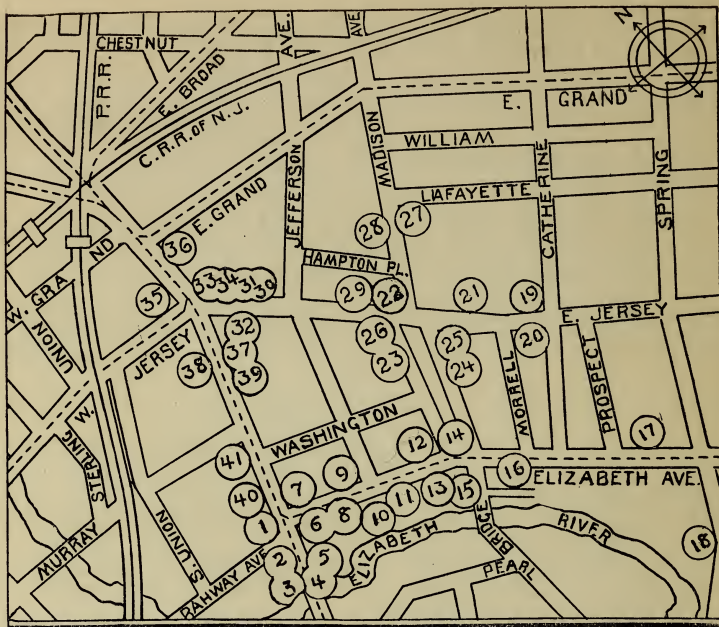 CHESTNUT
P.R.R.
E. BROAD
AVE.
AVE
N
C.R.R. OF N.J.
E. GRAND
WILLIAM
MADISON
JEFFERSON
LAFAYETTE
CATHERINE
SPRING
E. GRAND
28
27
36
HAMPTON PL.
W. GRAND
33 34 31 30
29
22
21
19
35
E. JERSEY
UNION
32
26
25
20
W. JERSEY
38
37
23
24
39
MORRELL
PROSPECT
STERLING
WASHINGTON
12
14
17
41
9
16
ELIZABETH AVE.
7
40
11
13
15
6
8
10
1
BRIDGE
RIVER
18
MURRAY
S. UNION
RAHWAY AVE
2
5
ELIZABETH
PEARL
3
4